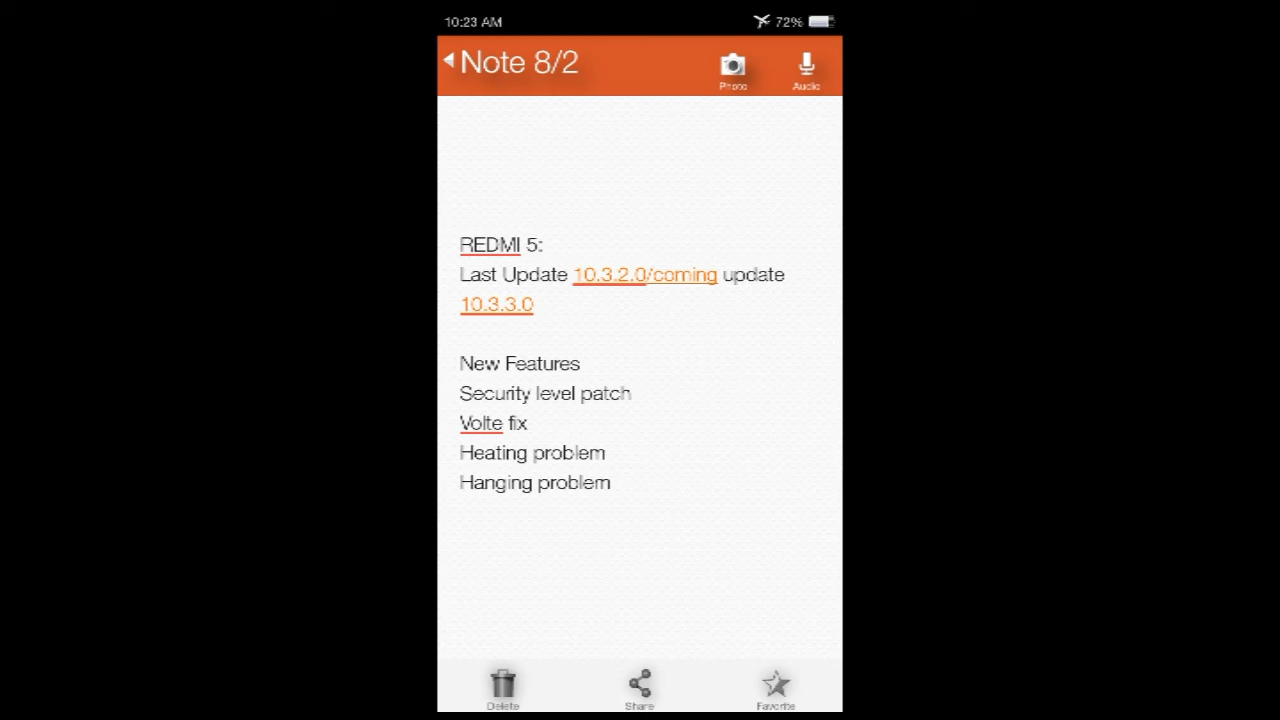 10:23 AM 72%
Note 8/2
Photo Audio
REDMI 5:
Last Update 10.3.2.0/coming update
10.3.3.0
New Features
Security level patch
Volte fix
Heating problem
Hanging problem
Delete Share Favorite